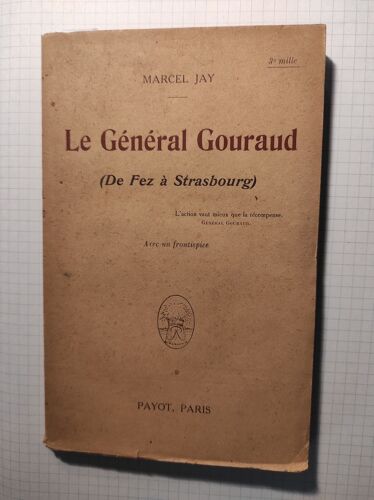 3e mille
MARCEL JAY
Le Général Gouraud
(De Fez à Strasbourg)
L'action vaut mieux que la récompense.
GÉNÉRAL GOURAUD.
Avec un frontispice
PAYOT, PARIS